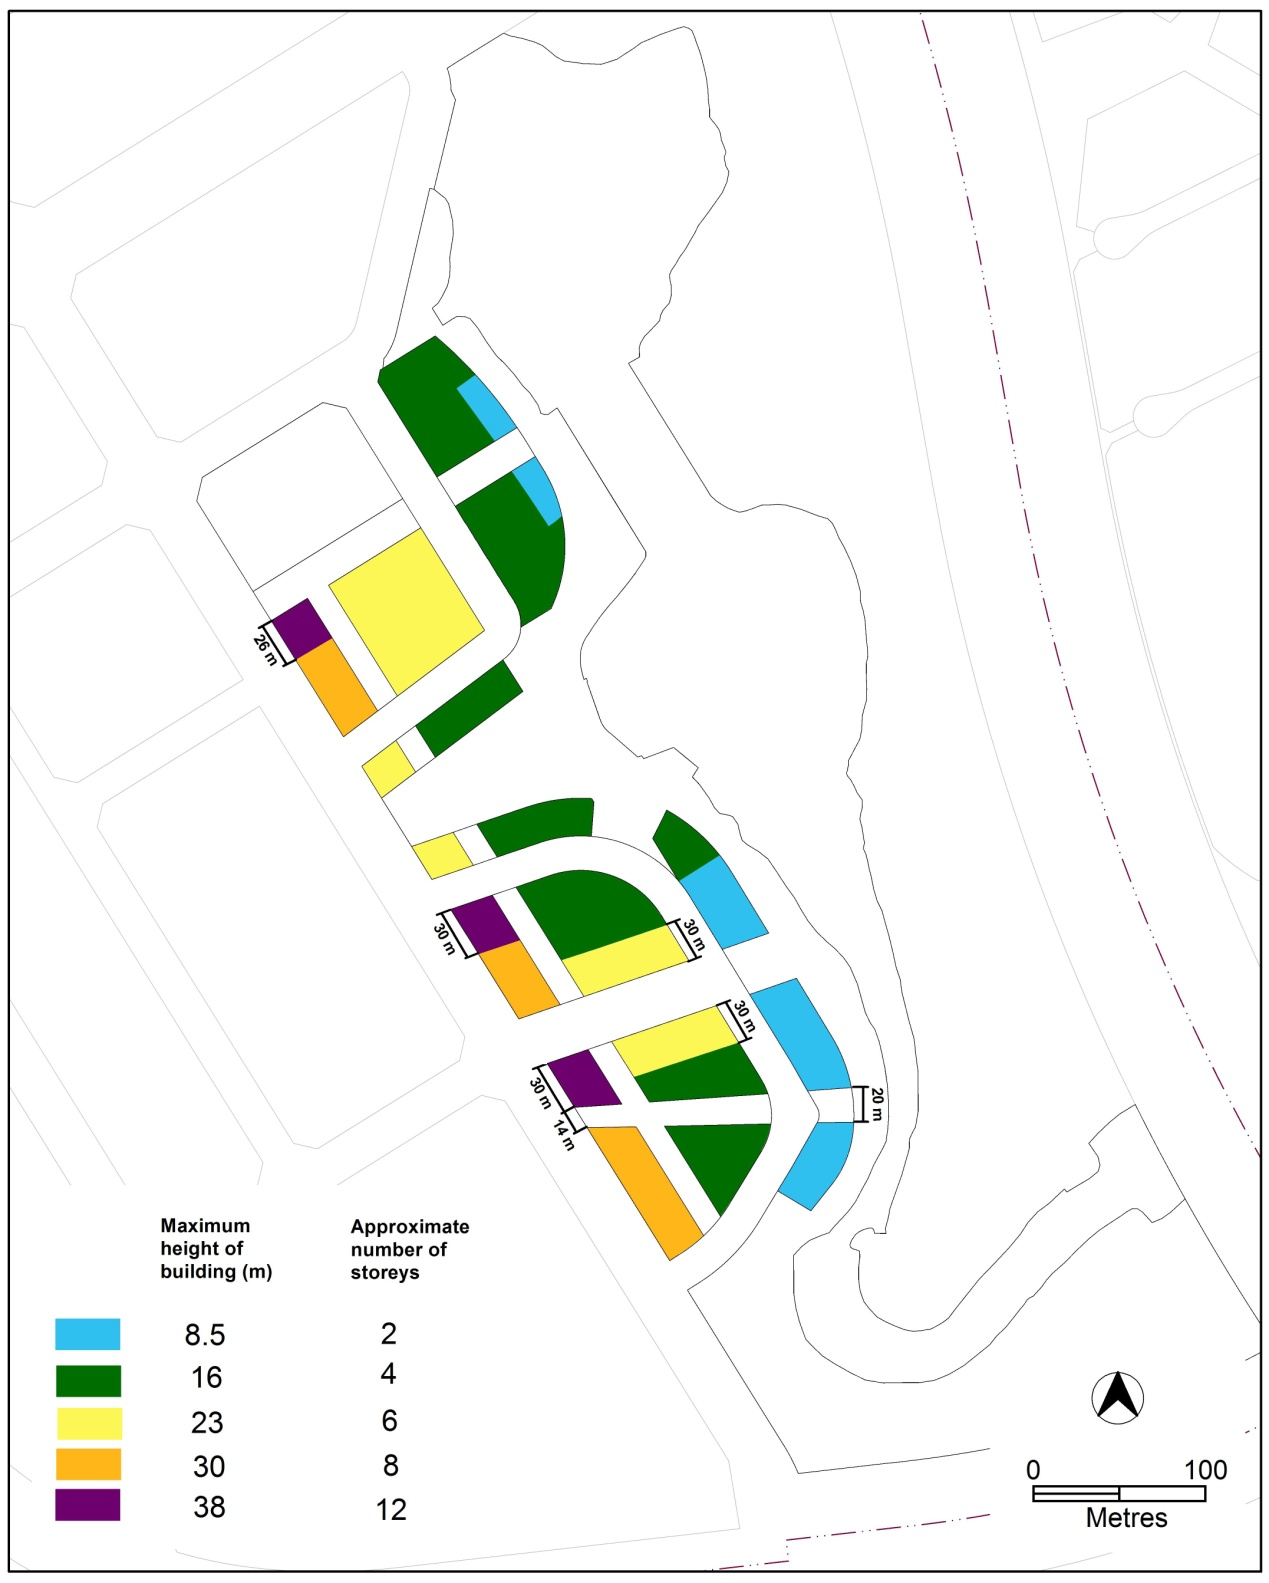 26 m
30 m
30 m
30 m
30 m
14 m
20 m
Maximum
height of
building (m)
Approximate
number of
storeys
8.5 2
16 4
23 6
30 8
38 12
0 100
Metres